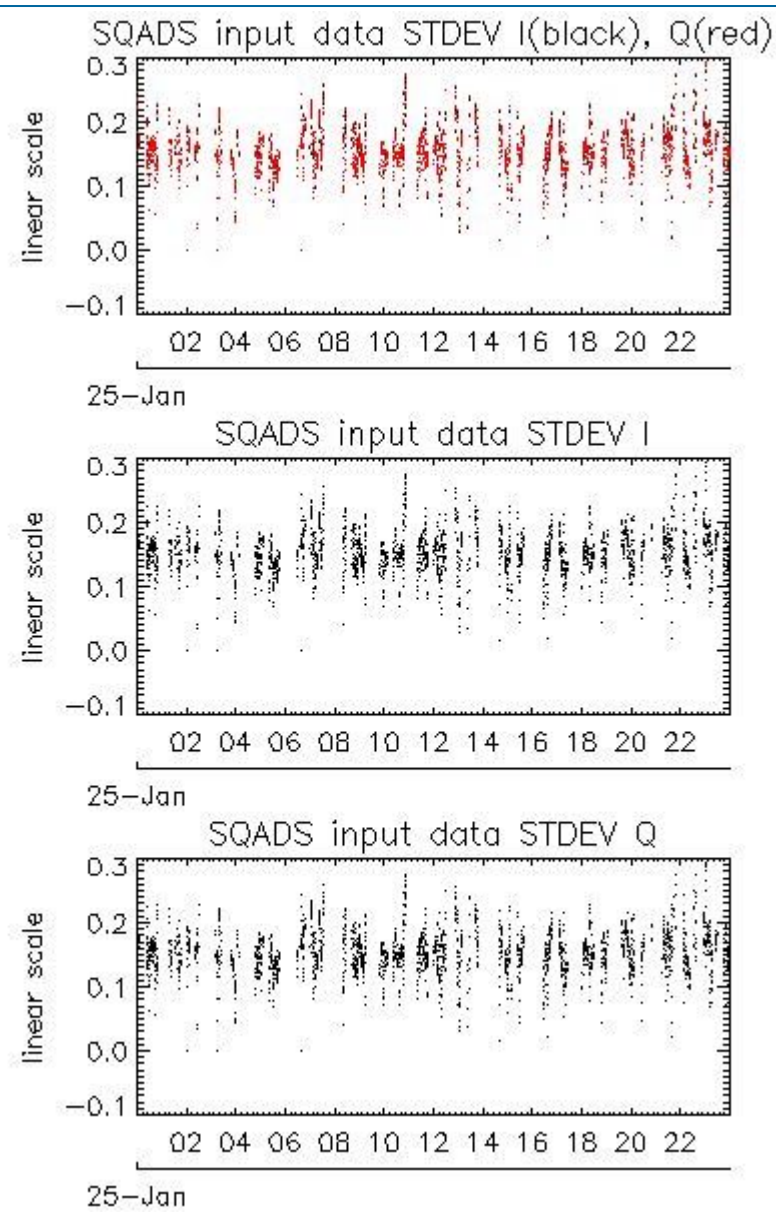 SQADS input data STDEV I(black), Q(red)
0.3
0.2
0.1
0.0
-0.1
linear scale
02 04 06 08 10 12 14 16 18 20 22
25-Jan
SQADS input data STDEV I
0.3
0.2
0.1
0.0
-0.1
linear scale
02 04 06 08 10 12 14 16 18 20 22
25-Jan
SQADS input data STDEV Q
0.3
0.2
0.1
0.0
-0.1
linear scale
02 04 06 08 10 12 14 16 18 20 22
25-Jan